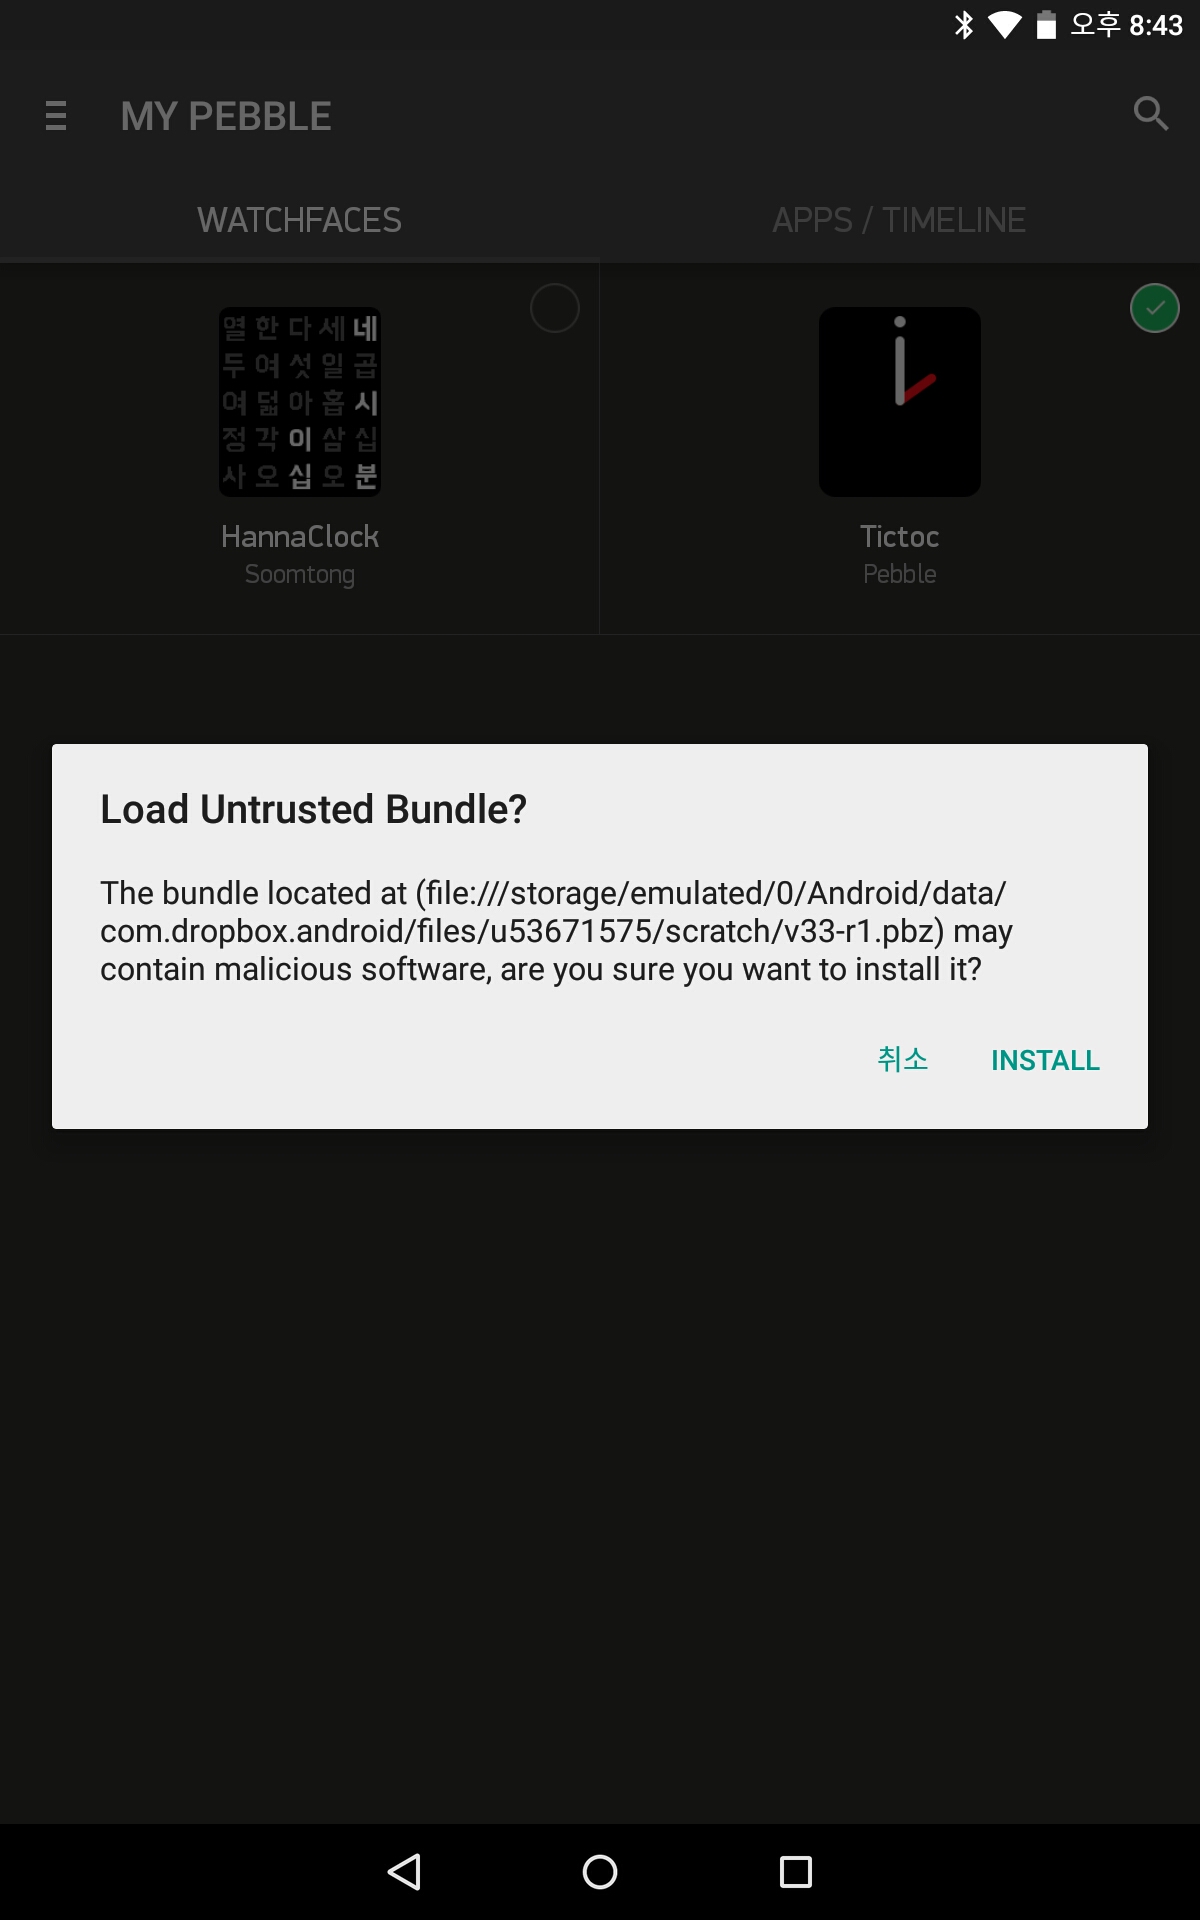 오후 8:43
MY PEBBLE
WATCHFACES
APPS / TIMELINE
열 한 다 세 네
두 여 섯 일 곱
여 덟 아 홉 시
정 각 이 삼 십
사 오 십 오 분
HannaClock
Soomtong
Tictoc
Pebble
Load Untrusted Bundle?
The bundle located at (file:///storage/emulated/0/Android/data/
com.dropbox.android/files/u53671575/scratch/v33-r1.pbz) may
contain malicious software, are you sure you want to install it?
취소
INSTALL